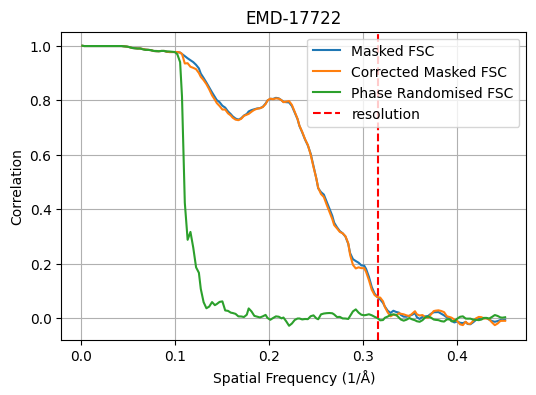 EMD-17722
Masked FSC
Corrected Masked FSC
Phase Randomised FSC
resolution
1.0
0.8
0.6
0.4
0.2
0.0
Correlation
0.0 0.1 0.2 0.3 0.4
Spatial Frequency (1/Å)